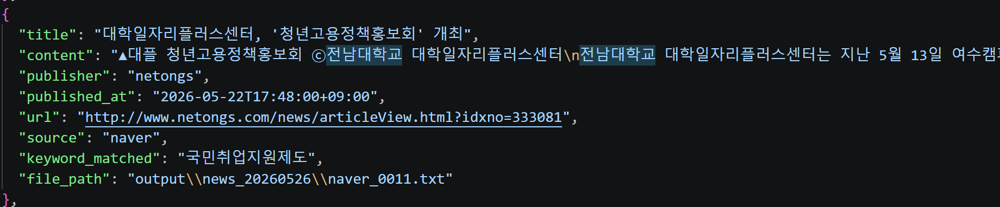 {
"title": "대학일자리플러스센터, '청년고용정책홍보회' 개최",
"content": "▲대플 청년고용정책홍보회 ⓒ전남대학교 대학일자리플러스센터\n전남대학교 대학일자리플러스센터는 지난 5월 13일 여수캠
"publisher": "netongs",
"published_at": "2026-05-22T17:48:00+09:00",
"url": "http://www.netongs.com/news/articleView.html?idxno=333081",
"source": "naver",
"keyword_matched": "국민취업지원제도",
"file_path": "output\\news_20260526\\naver_0011.txt"
},